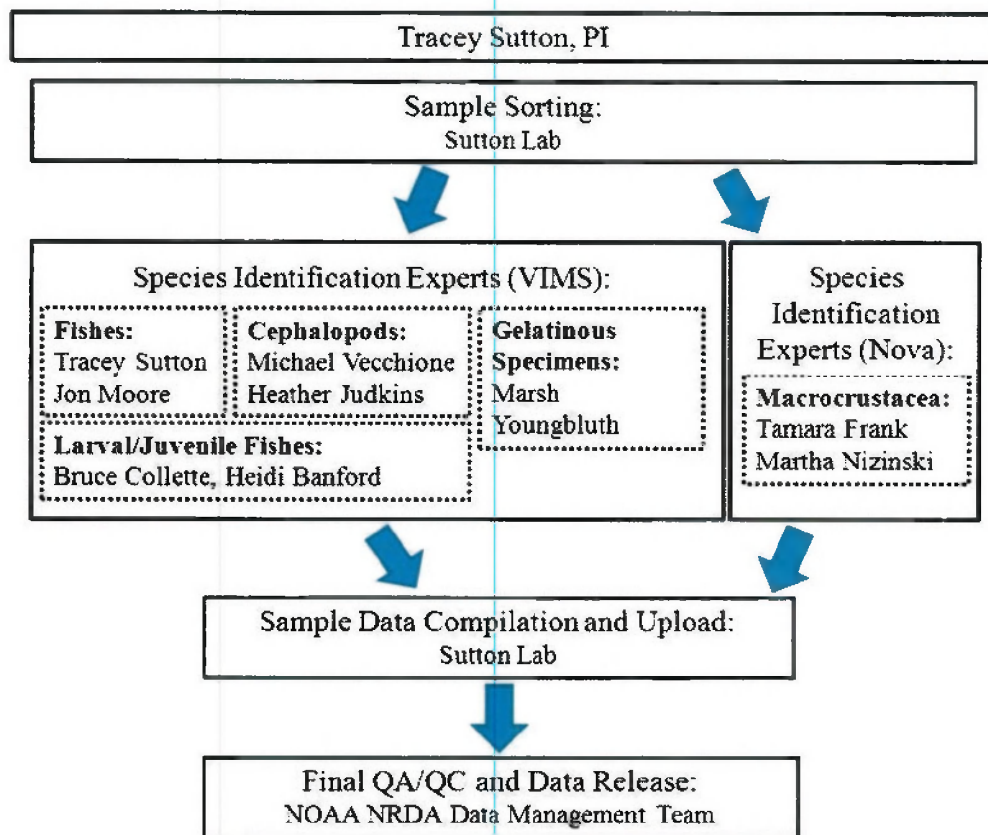 Tracey Sutton, PI
Sample Sorting:
Sutton Lab
Species Identification Experts (VIMS):
Fishes:
Tracey Sutton
Jon Moore
Cephalopods:
Michael Vecchione
Heather Judkins
Gelatinous
Specimens:
Marsh
Youngbluth
Larval/Juvenile Fishes:
Bruce Collette, Heidi Banford
Species
Identification
Experts (Nova):
Macrocrustacea:
Tamara Frank
Martha Nizinski
Sample Data Compilation and Upload:
Sutton Lab
Final QA/QC and Data Release:
NOAA NRDA Data Management Team